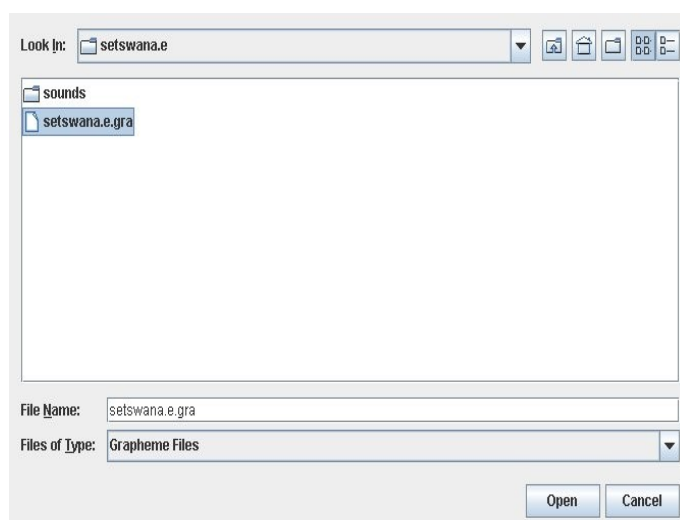 Look In: setswana.e
sounds
setswana.e.gra
File Name: setswana.e.gra
Files of Type: Grapheme Files
Open Cancel